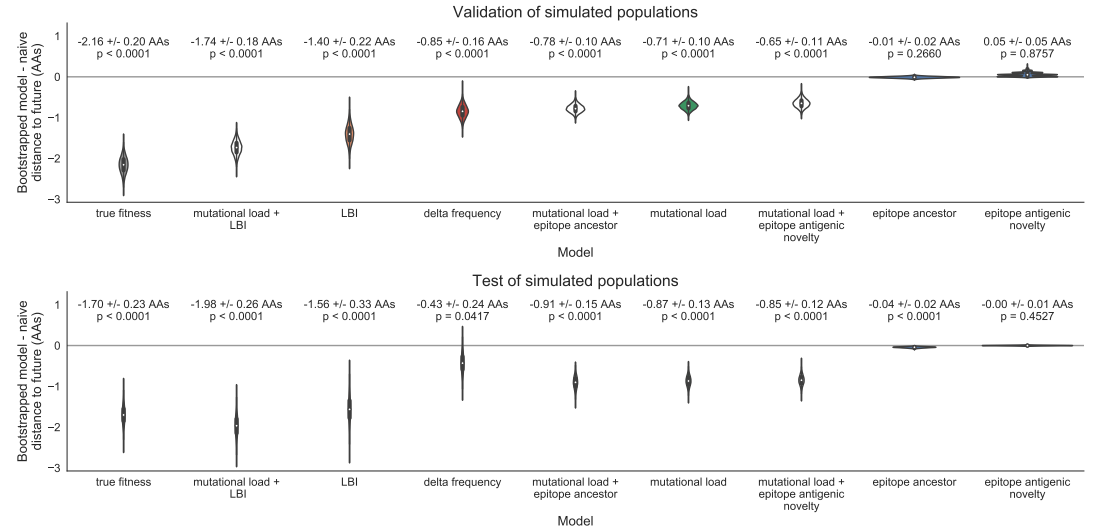 Validation of simulated populations
Bootstrapped model - naive
distance to future (AAs)
1
0
−1
−2
−3
-2.16 +/- 0.20 AAs
p < 0.0001
-1.74 +/- 0.18 AAs
p < 0.0001
-1.40 +/- 0.22 AAs
p < 0.0001
-0.85 +/- 0.16 AAs
p < 0.0001
-0.78 +/- 0.10 AAs
p < 0.0001
-0.71 +/- 0.10 AAs
p < 0.0001
-0.65 +/- 0.11 AAs
p < 0.0001
-0.01 +/- 0.02 AAs
p = 0.2660
0.05 +/- 0.05 AAs
p = 0.8757
true fitness
mutational load +
LBI
LBI
delta frequency
mutational load +
epitope ancestor
mutational load
mutational load +
epitope antigenic
novelty
epitope ancestor
epitope antigenic
novelty
Model
Test of simulated populations
Bootstrapped model - naive
distance to future (AAs)
1
0
−1
−2
−3
-1.70 +/- 0.23 AAs
p < 0.0001
-1.98 +/- 0.26 AAs
p < 0.0001
-1.56 +/- 0.33 AAs
p < 0.0001
-0.43 +/- 0.24 AAs
p = 0.0417
-0.91 +/- 0.15 AAs
p < 0.0001
-0.87 +/- 0.13 AAs
p < 0.0001
-0.85 +/- 0.12 AAs
p < 0.0001
-0.04 +/- 0.02 AAs
p < 0.0001
-0.00 +/- 0.01 AAs
p = 0.4527
true fitness
mutational load +
LBI
LBI
delta frequency
mutational load +
epitope ancestor
mutational load
mutational load +
epitope antigenic
novelty
epitope ancestor
epitope antigenic
novelty
Model